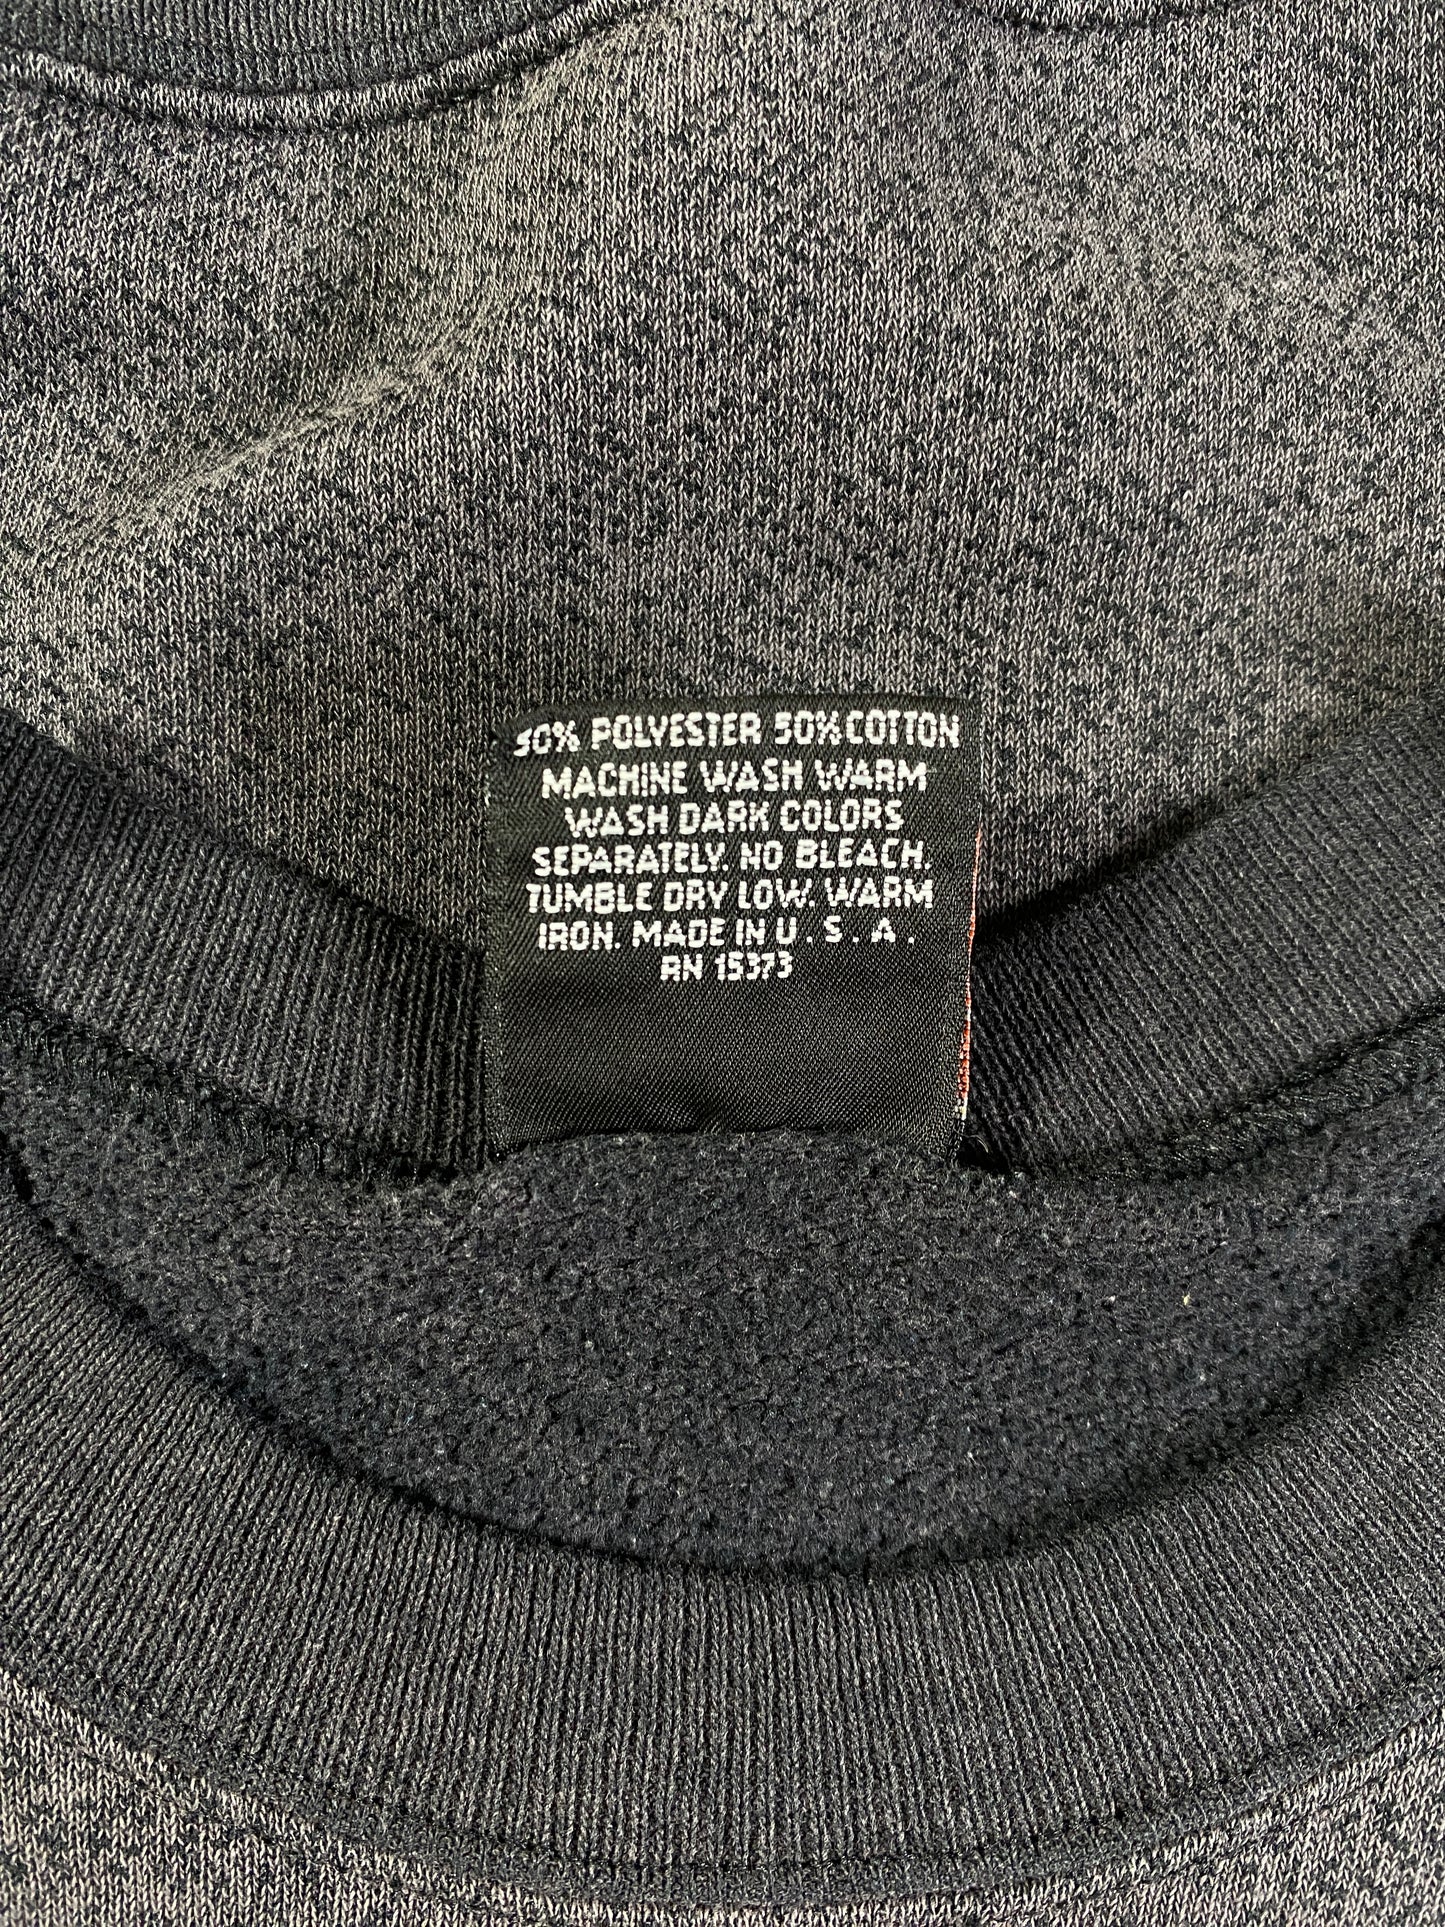 50% POLYESTER 50% COTTON
MACHINE WASH WARM
WASH DARK COLORS
SEPARATELY. NO BLEACH.
TUMBLE DRY LOW. WARM
IRON. MADE IN U.S.A.
RN 15373